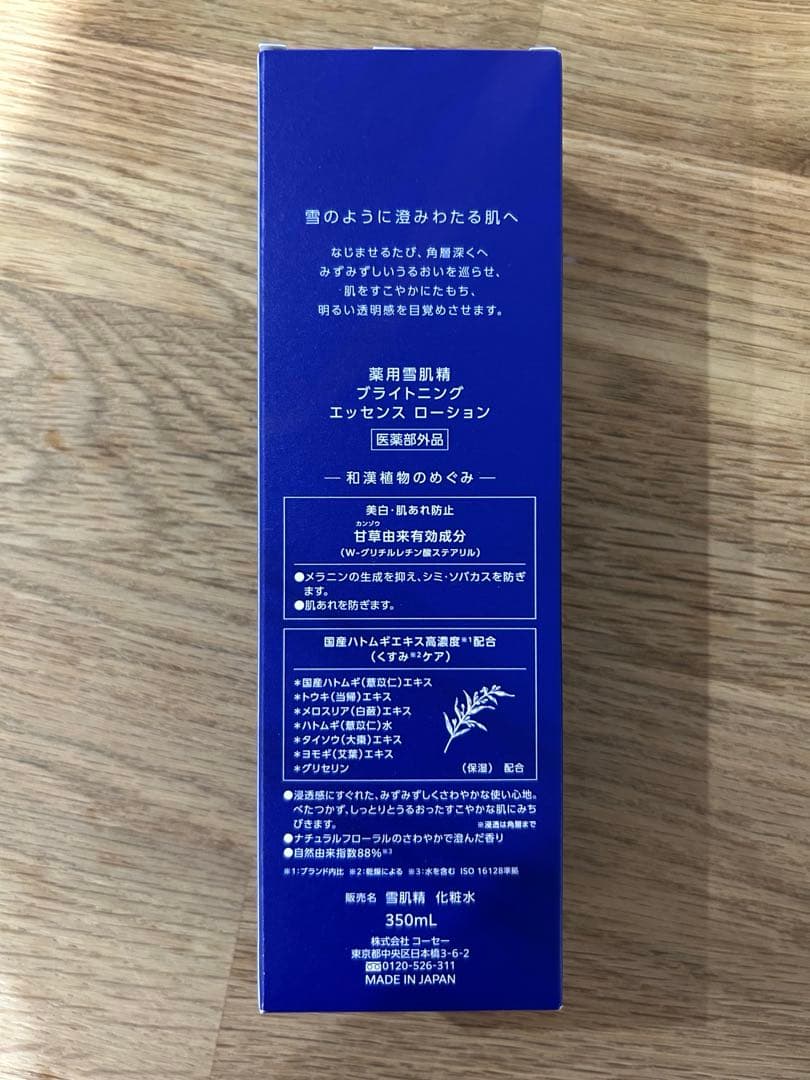 雪のように澄みわたる肌へ
なじませるたび、角層深くへ
みずみずしいうるおいを巡らせ、
肌をすこやかにたもち、
明るい透明感を目覚めさせます。
薬用雪肌精
ブライトニング
エッセンス ローション
医薬部外品
― 和漢植物のめぐみ ―
美白・肌あれ防止
カンゾウ
甘草由来有効成分
(W-グリチルレチン酸ステアリル)
●メラニンの生成を抑え、シミ・ソバカスを防ぎ
ます。
●肌あれを防ぎます。
国産ハトムギエキス高濃度※1配合
(くすみ※2ケア)
*国産ハトムギ(薏苡仁)エキス
*トウキ(当帰)エキス
*メロスリア(白蘞)エキス
*ハトムギ(薏苡仁)水
*タイソウ(大棗)エキス
*ヨモギ(艾葉)エキス
*グリセリン (保湿) 配合
●浸透感にすぐれた、みずみずしくさわやかな使い心地。
べたつかず、しっとりとうるおったすこやかな肌にみち
びきます。 ※浸透は角層まで
●ナチュラルフローラルのさわやかで澄んだ香り
●自然由来指数88%※3
※1:ブランド内比 ※2:乾燥による ※3:水を含む ISO 16128準拠
販売名 雪肌精 化粧水
350mL
株式会社 コーセー
東京都中央区日本橋3-6-2
0120-526-311
MADE IN JAPAN